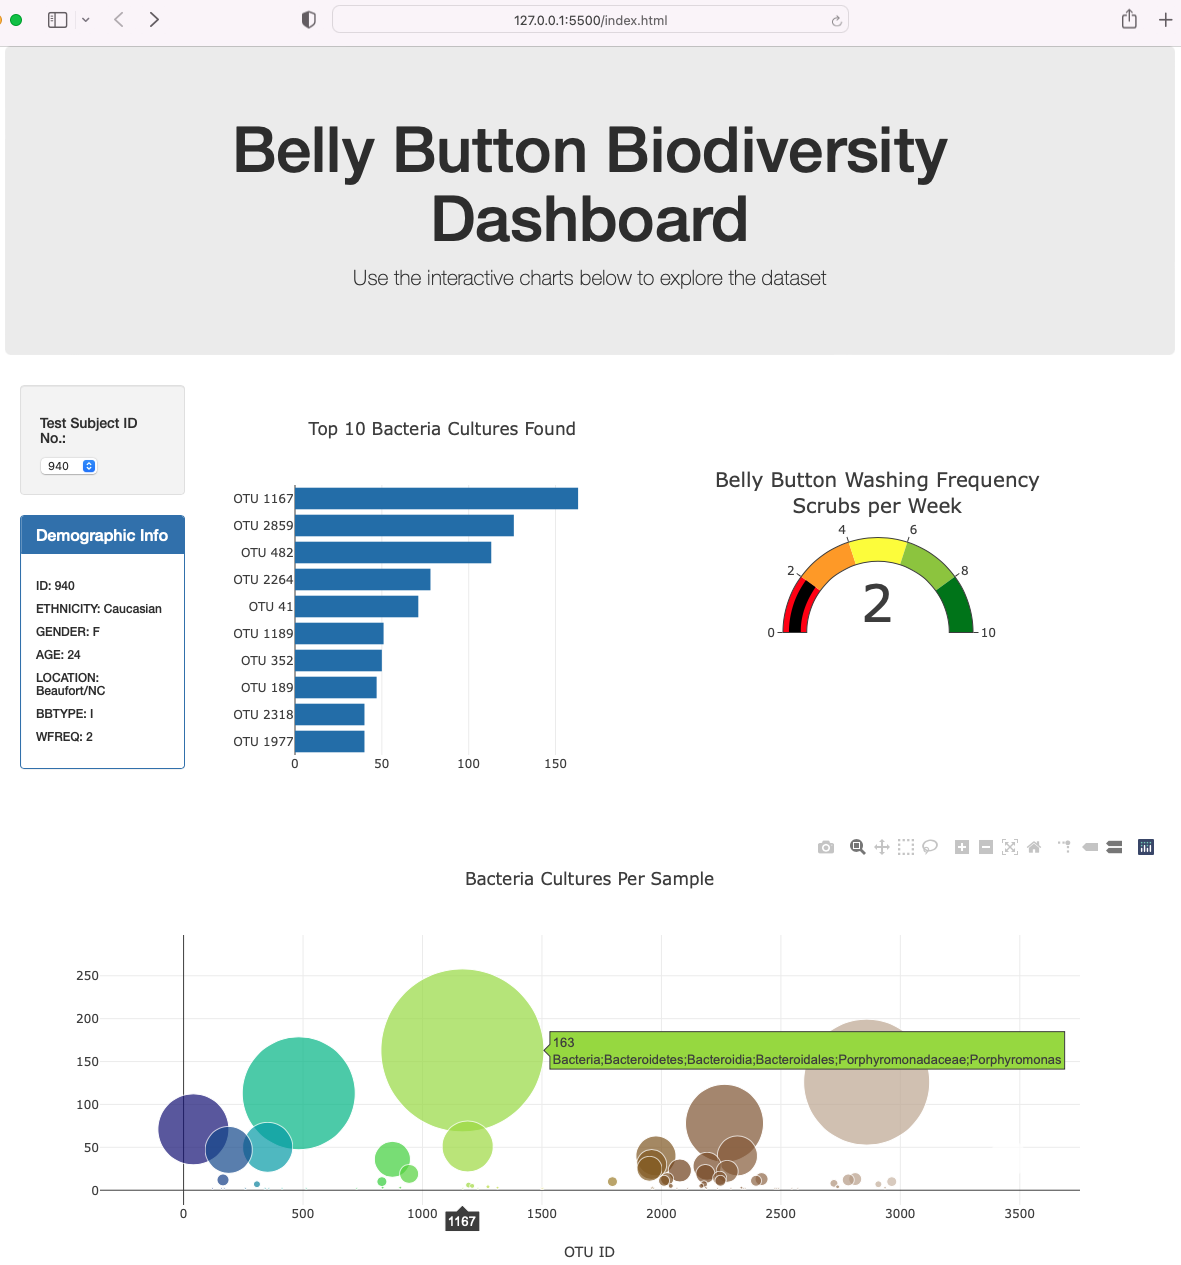 127.0.0.1:5500/index.html
Belly Button Biodiversity
Dashboard
Use the interactive charts below to explore the dataset
Test Subject ID
No.:
940
Demographic Info
ID: 940
ETHNICITY: Caucasian
GENDER: F
AGE: 24
LOCATION:
Beaufort/NC
BBTYPE: I
WFREQ: 2
Top 10 Bacteria Cultures Found
OTU 1167
OTU 2859
OTU 482
OTU 2264
OTU 41
OTU 1189
OTU 352
OTU 189
OTU 2318
OTU 1977
0 50 100 150
Belly Button Washing Frequency
Scrubs per Week
4 6
2 8
2
0 10
Bacteria Cultures Per Sample
250
200
150
100
50
0
163
Bacteria;Bacteroidetes;Bacteroidia;Bacteroidales;Porphyromonadaceae;Porphyromonas
0 500 1000 1500 2000 2500 3000 3500
1167
OTU ID